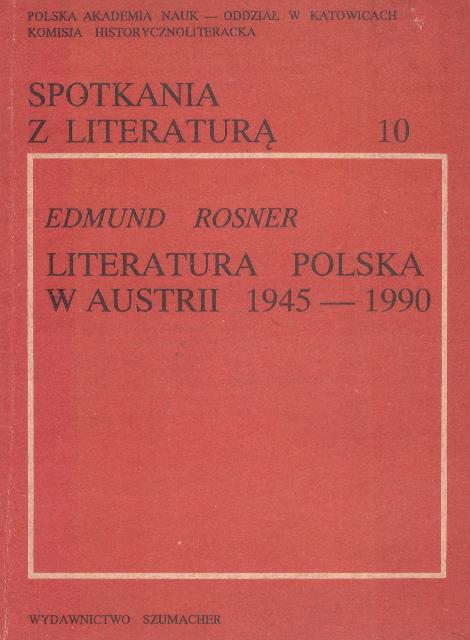 POLSKA AKADEMIA NAUK — ODDZIAŁ W KATOWICACH
KOMISJA HISTORYCZNOLITERACKA
SPOTKANIA
Z LITERATURĄ 10
EDMUND ROSNER
LITERATURA POLSKA
W AUSTRII 1945 — 1990
WYDAWNICTWO SZUMACHER